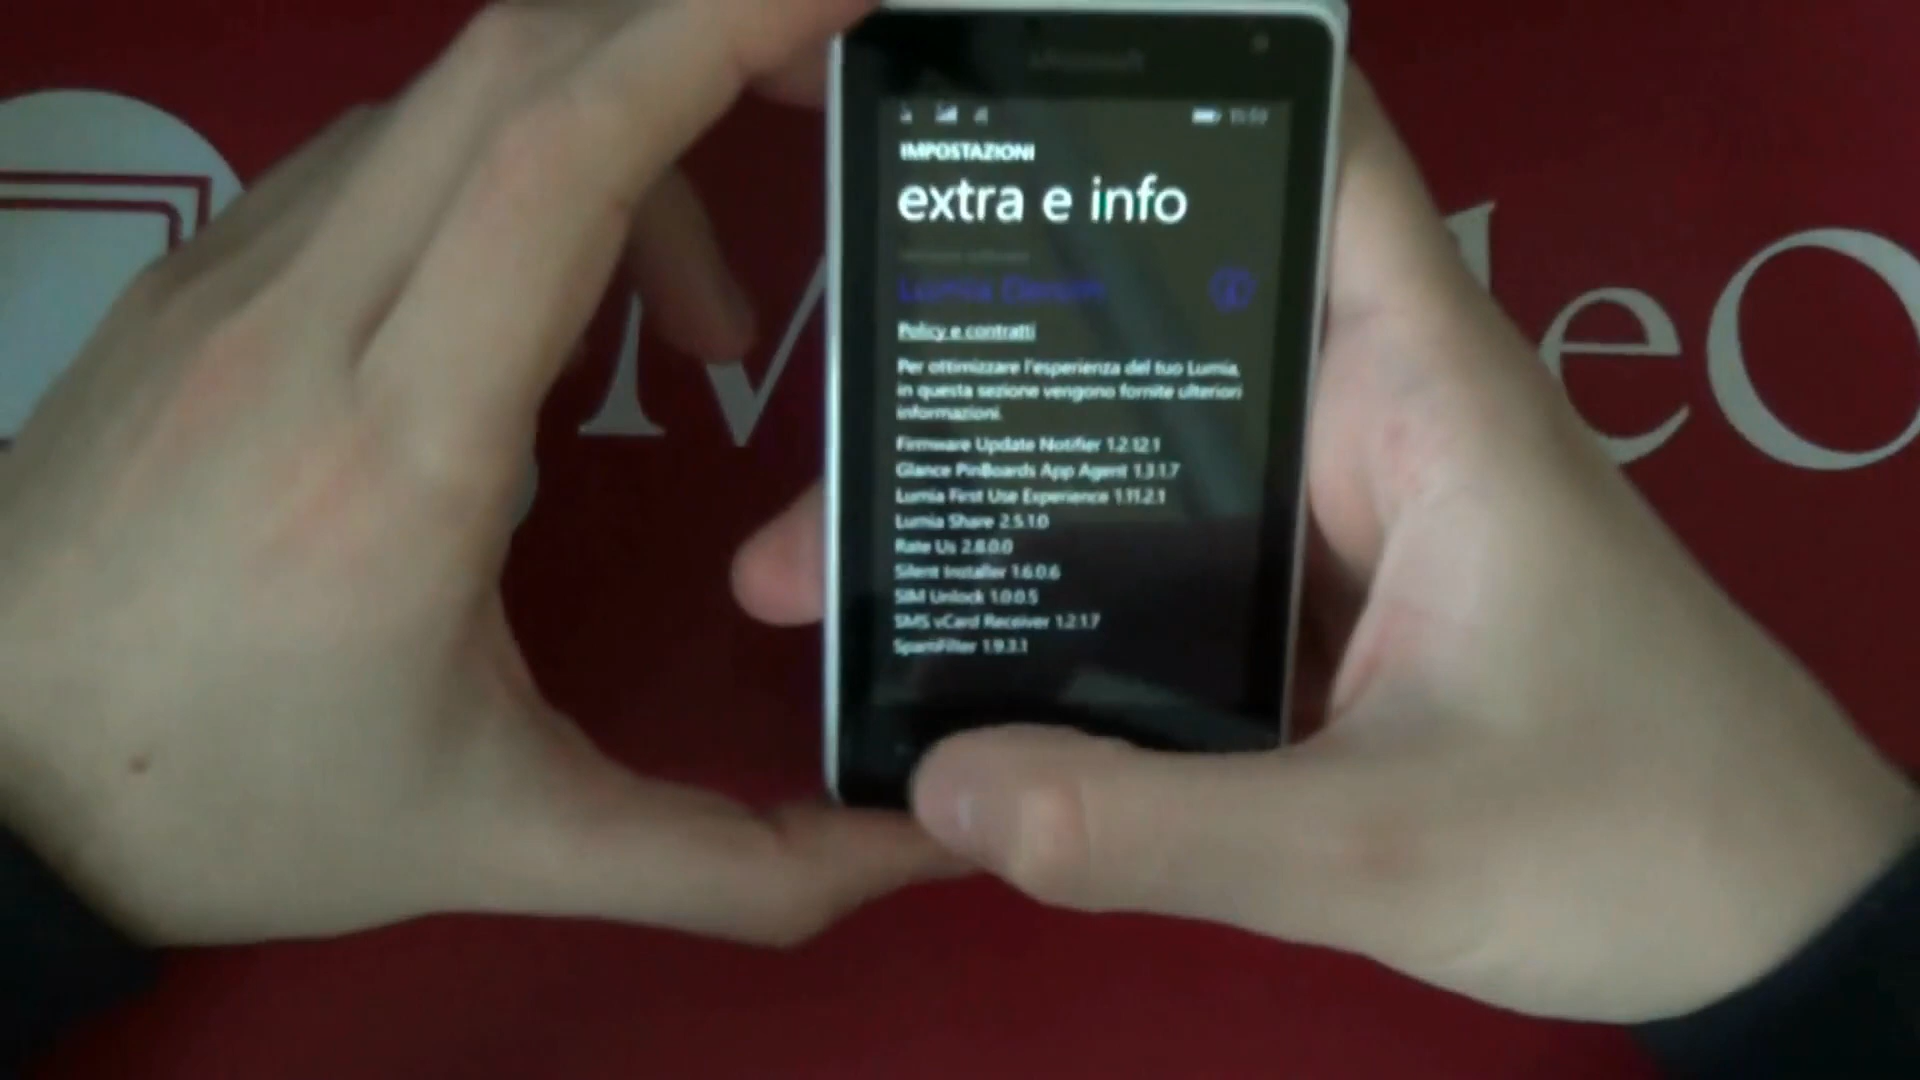 Microsoft
IMPOSTAZIONI
extra e info
Lumia Denim
Policy e contratti
Per ottimizzare l'esperienza del tuo Lumia,
in questa sezione vengono fornite ulteriori
informazioni.
Firmware Update Notifier 1.2.12.1
Glance PinBoards App Agent 1.3.1.7
Lumia First Use Experience 1.11.2.1
Lumia Share 2.5.1.0
Rate Us 2.8.0.0
Silent Installer 1.6.0.6
SIM Unlock 1.0.0.5
SMS vCard Receiver 1.2.1.7
SpamFilter 1.9.3.1